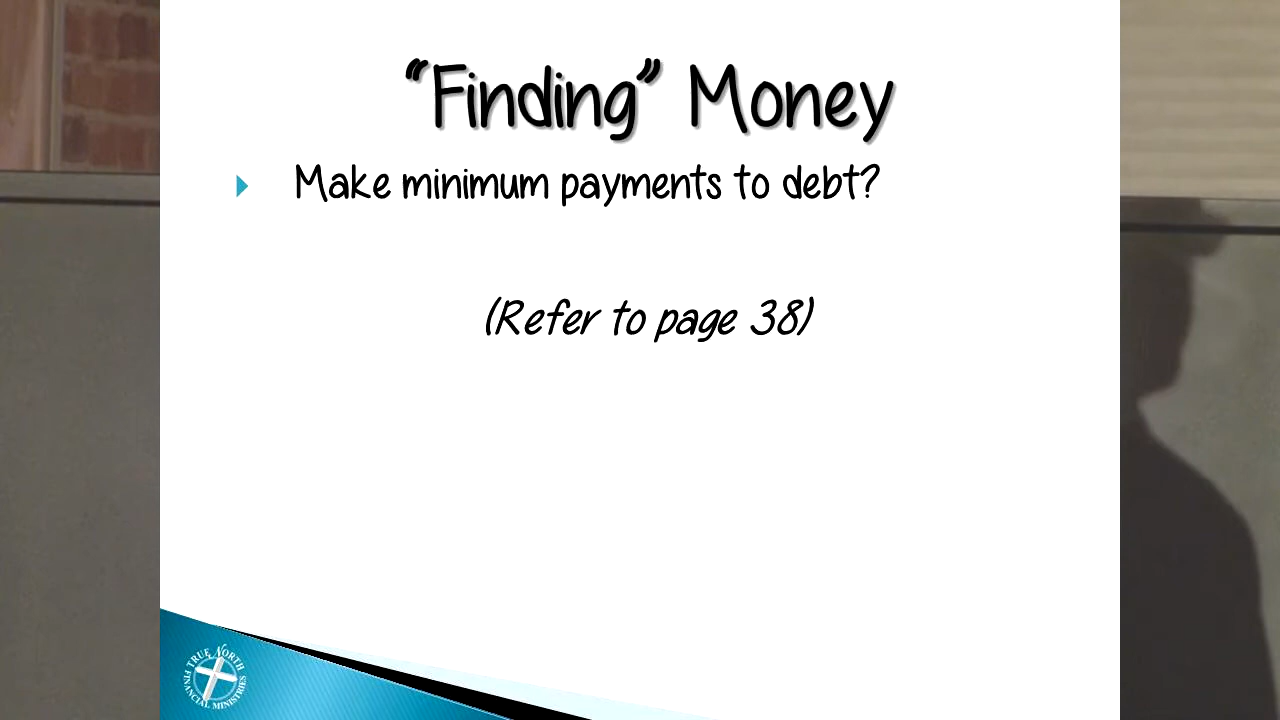 “Finding” Money
Make minimum payments to debt?
(Refer to page 38)
TRUE NORTH
FINANCIAL MINISTRIES